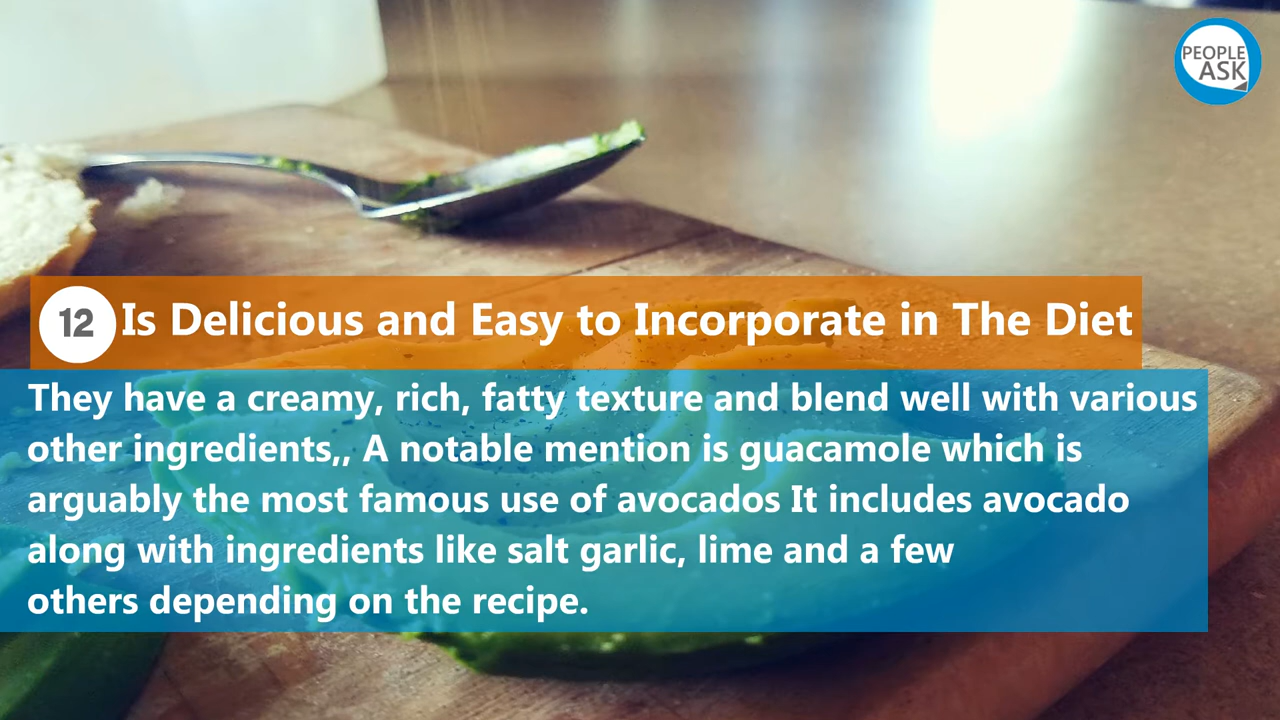 PEOPLE
ASK
12 Is Delicious and Easy to Incorporate in The Diet
They have a creamy, rich, fatty texture and blend well with various
other ingredients,, A notable mention is guacamole which is
arguably the most famous use of avocados It includes avocado
along with ingredients like salt garlic, lime and a few
others depending on the recipe.